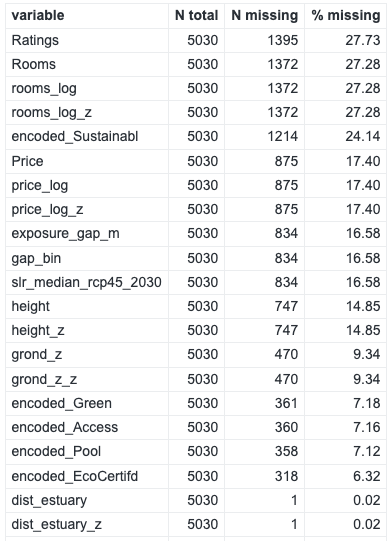 variable N total N missing % missing
Ratings 5030 1395 27.73
Rooms 5030 1372 27.28
rooms_log 5030 1372 27.28
rooms_log_z 5030 1372 27.28
encoded_Sustainabl 5030 1214 24.14
Price 5030 875 17.40
price_log 5030 875 17.40
price_log_z 5030 875 17.40
exposure_gap_m 5030 834 16.58
gap_bin 5030 834 16.58
slr_median_rcp45_2030 5030 834 16.58
height 5030 747 14.85
height_z 5030 747 14.85
grond_z 5030 470 9.34
grond_z_z 5030 470 9.34
encoded_Green 5030 361 7.18
encoded_Access 5030 360 7.16
encoded_Pool 5030 358 7.12
encoded_EcoCertifd 5030 318 6.32
dist_estuary 5030 1 0.02
dist_estuary_z 5030 1 0.02